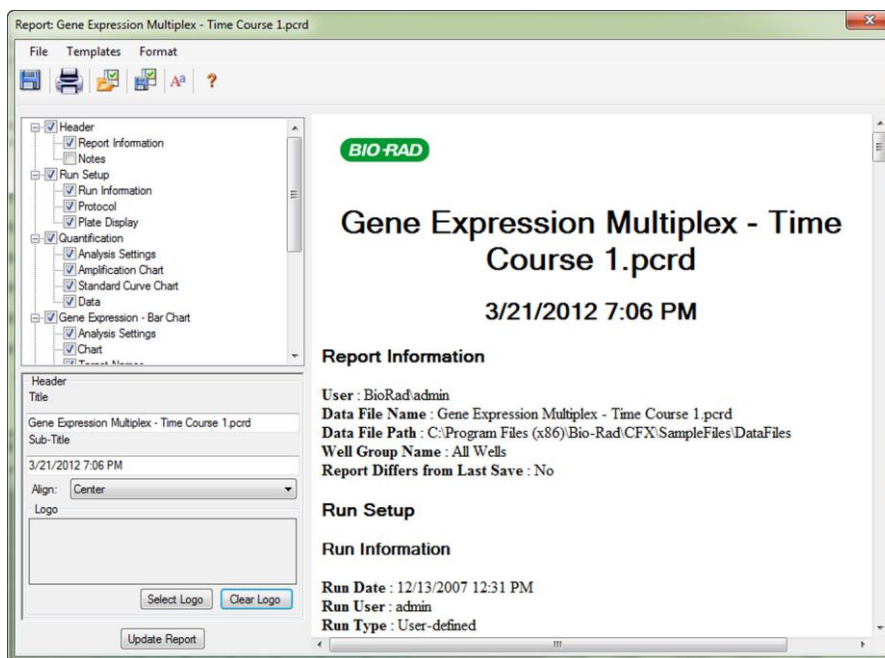 Report: Gene Expression Multiplex - Time Course 1.pcrd
File Templates Format
Header
Report Information
Notes
Run Setup
Run Information
Protocol
Plate Display
Quantification
Analysis Settings
Amplification Chart
Standard Curve Chart
Data
Gene Expression - Bar Chart
Analysis Settings
Chart
Target Names
Header
Title
Gene Expression Multiplex - Time Course 1.pcrd
Sub-Title
3/21/2012 7:06 PM
Align: Center
Logo
Select Logo Clear Logo
Update Report
BIO-RAD
Gene Expression Multiplex - Time
Course 1.pcrd
3/21/2012 7:06 PM
Report Information
User : BioRad\admin
Data File Name : Gene Expression Multiplex - Time Course 1.pcrd
Data File Path : C:\Program Files (x86)\Bio-Rad\CFX\SampleFiles\DataFiles
Well Group Name : All Wells
Report Differs from Last Save : No
Run Setup
Run Information
Run Date : 12/13/2007 12:31 PM
Run User : admin
Run Type : User-defined